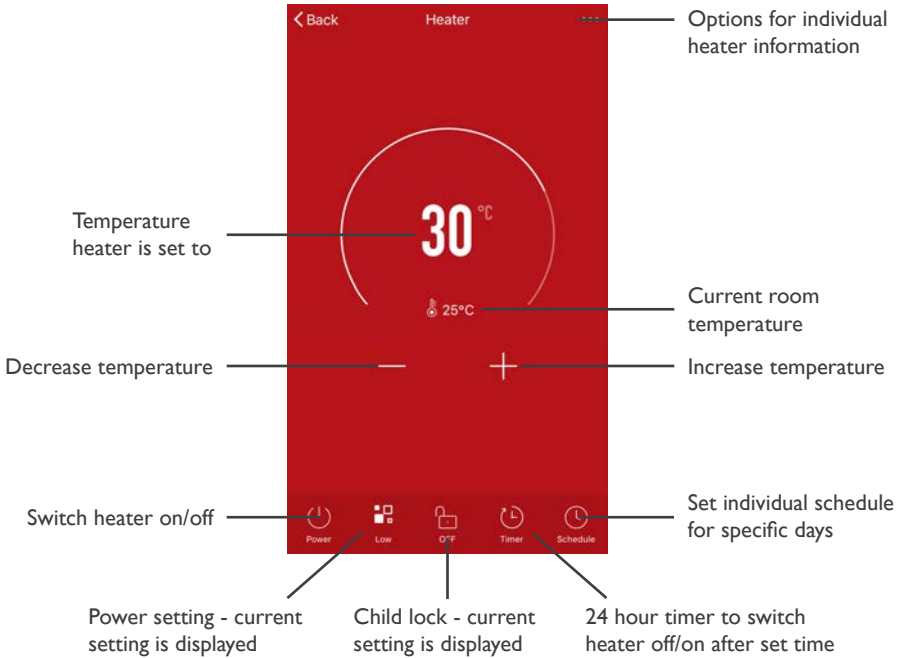 Back
Heater
Options for individual
heater information
Temperature
heater is set to
30 °C
25°C
Current room
temperature
Decrease temperature
Increase temperature
Switch heater on/off
Set individual schedule
for specific days
Power
Low
OFF
Timer
Schedule
Power setting - current
setting is displayed
Child lock - current
setting is displayed
24 hour timer to switch
heater off/on after set time